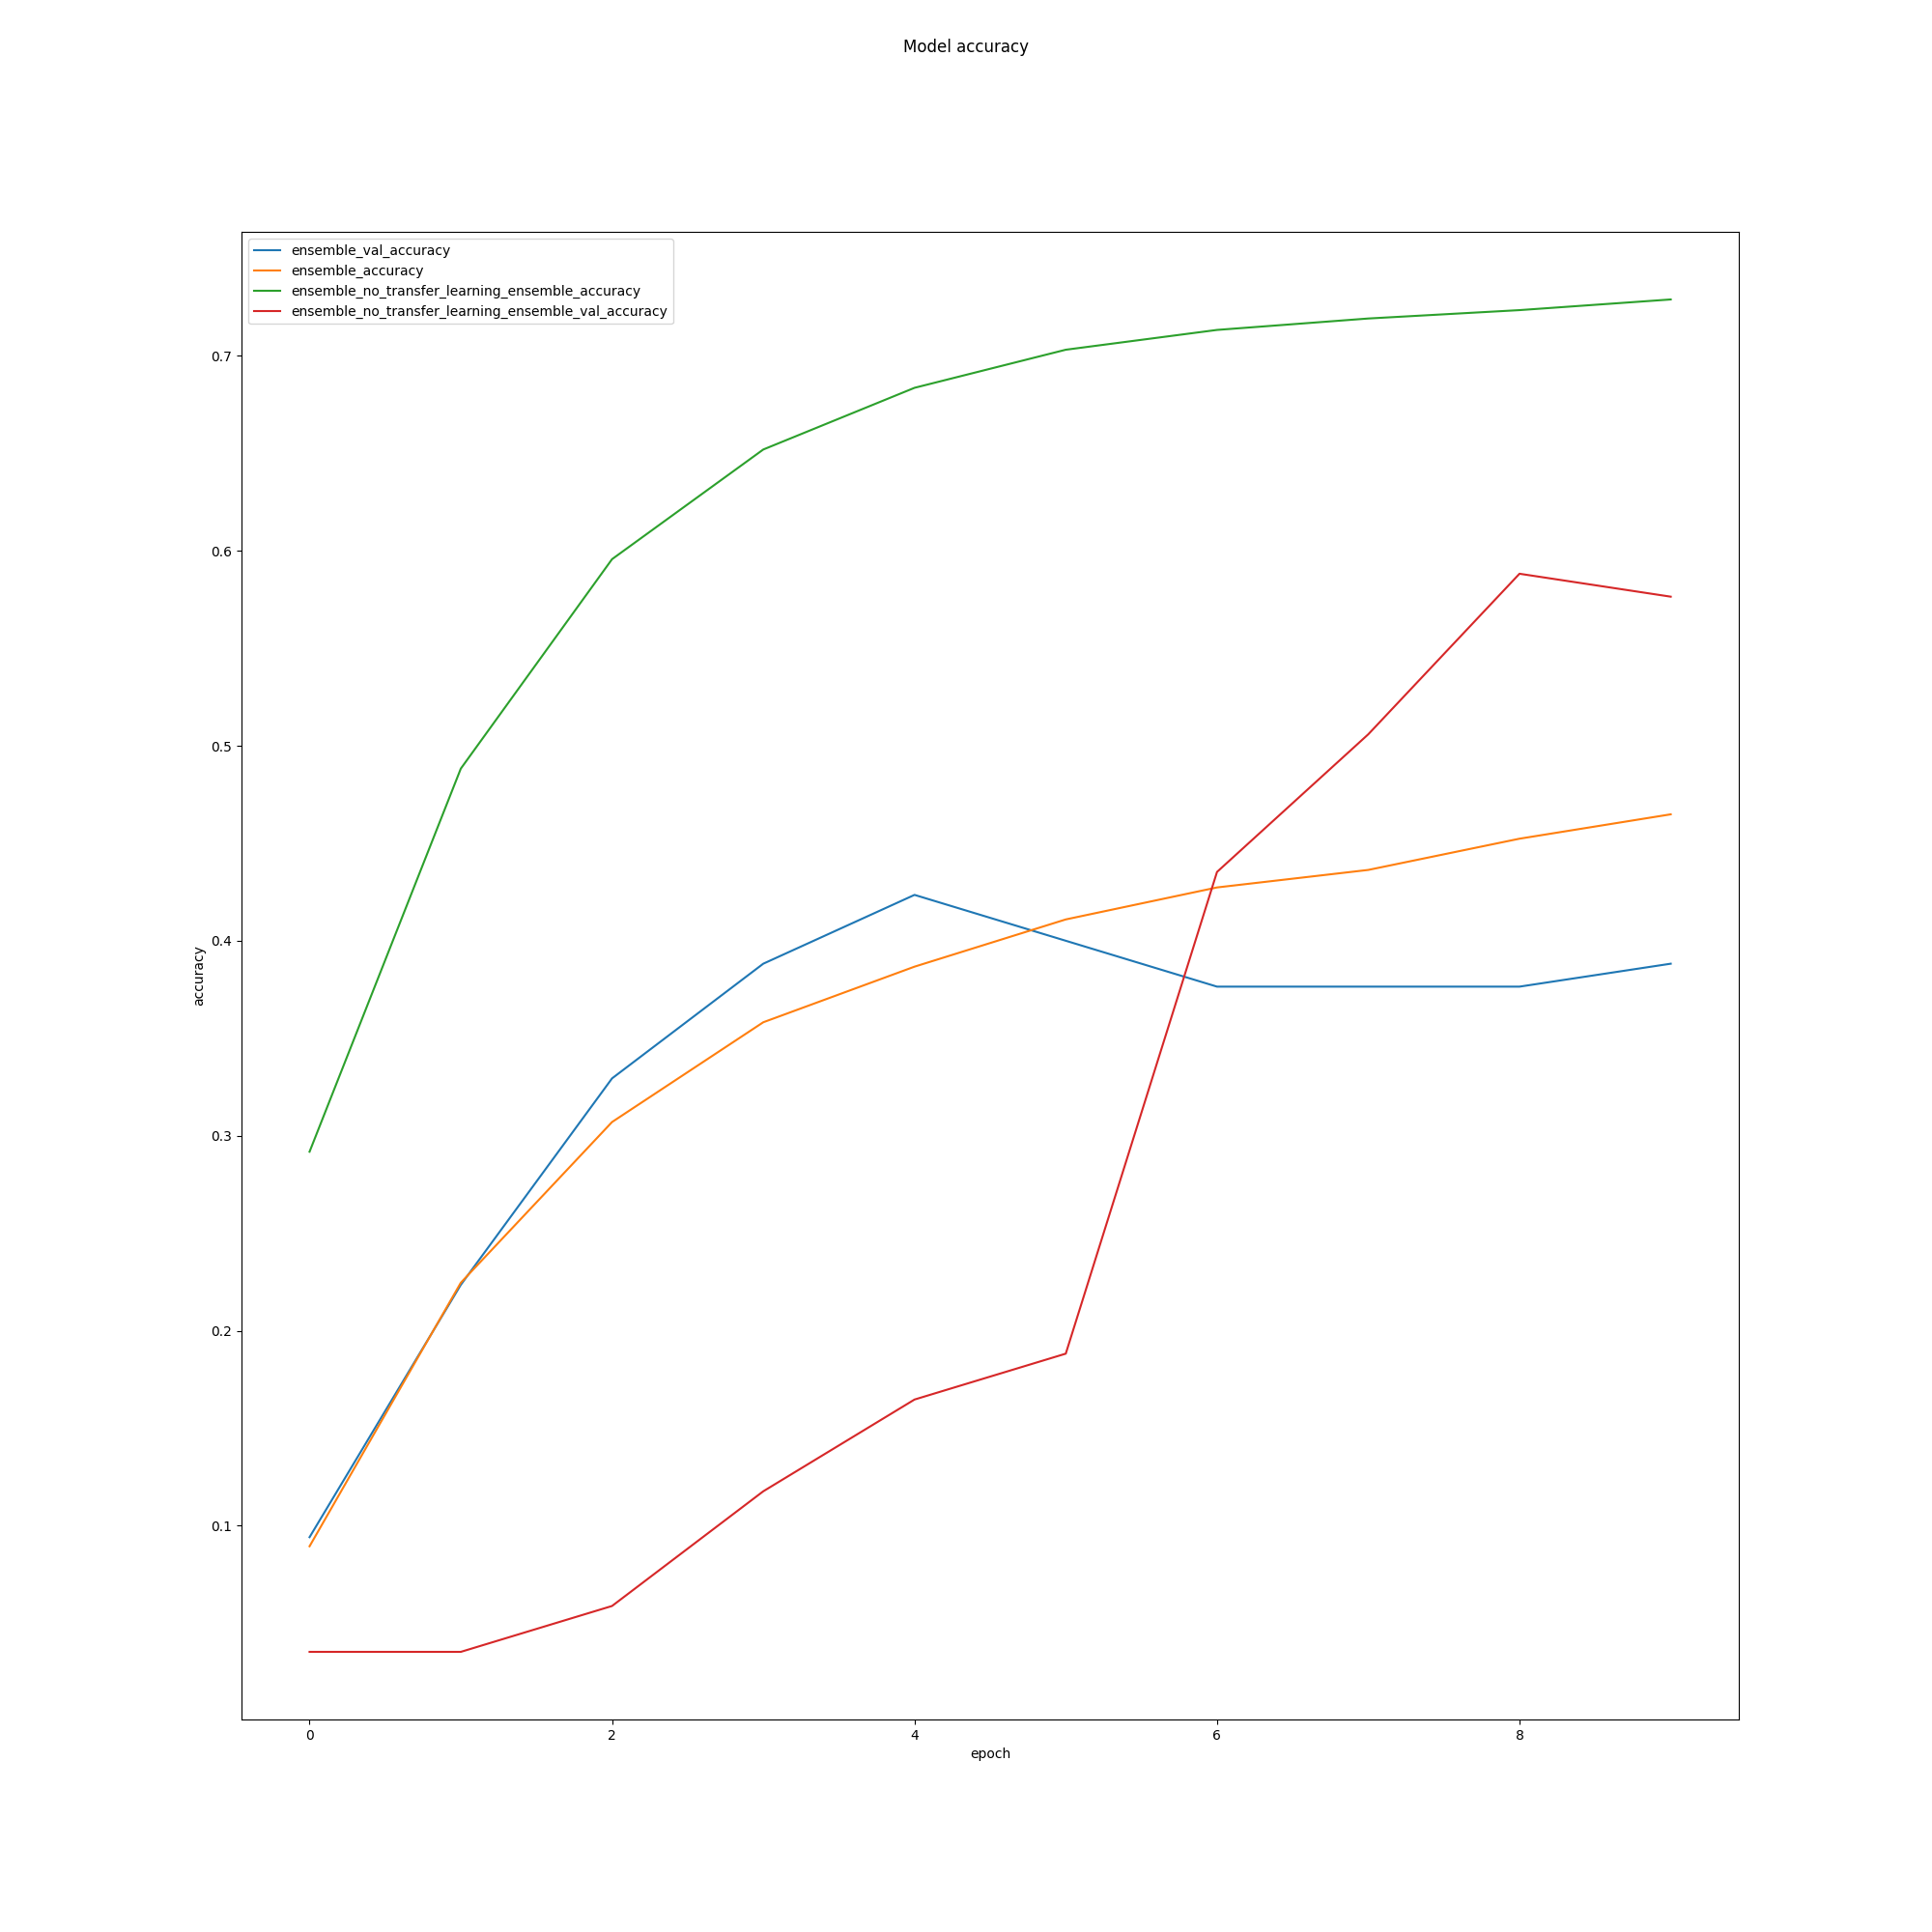 Model accuracy
ensemble_val_accuracy
ensemble_accuracy
ensemble_no_transfer_learning_ensemble_accuracy
ensemble_no_transfer_learning_ensemble_val_accuracy
0.7
0.6
0.5
0.4
0.3
0.2
0.1
accuracy
0 2 4 6 8
epoch